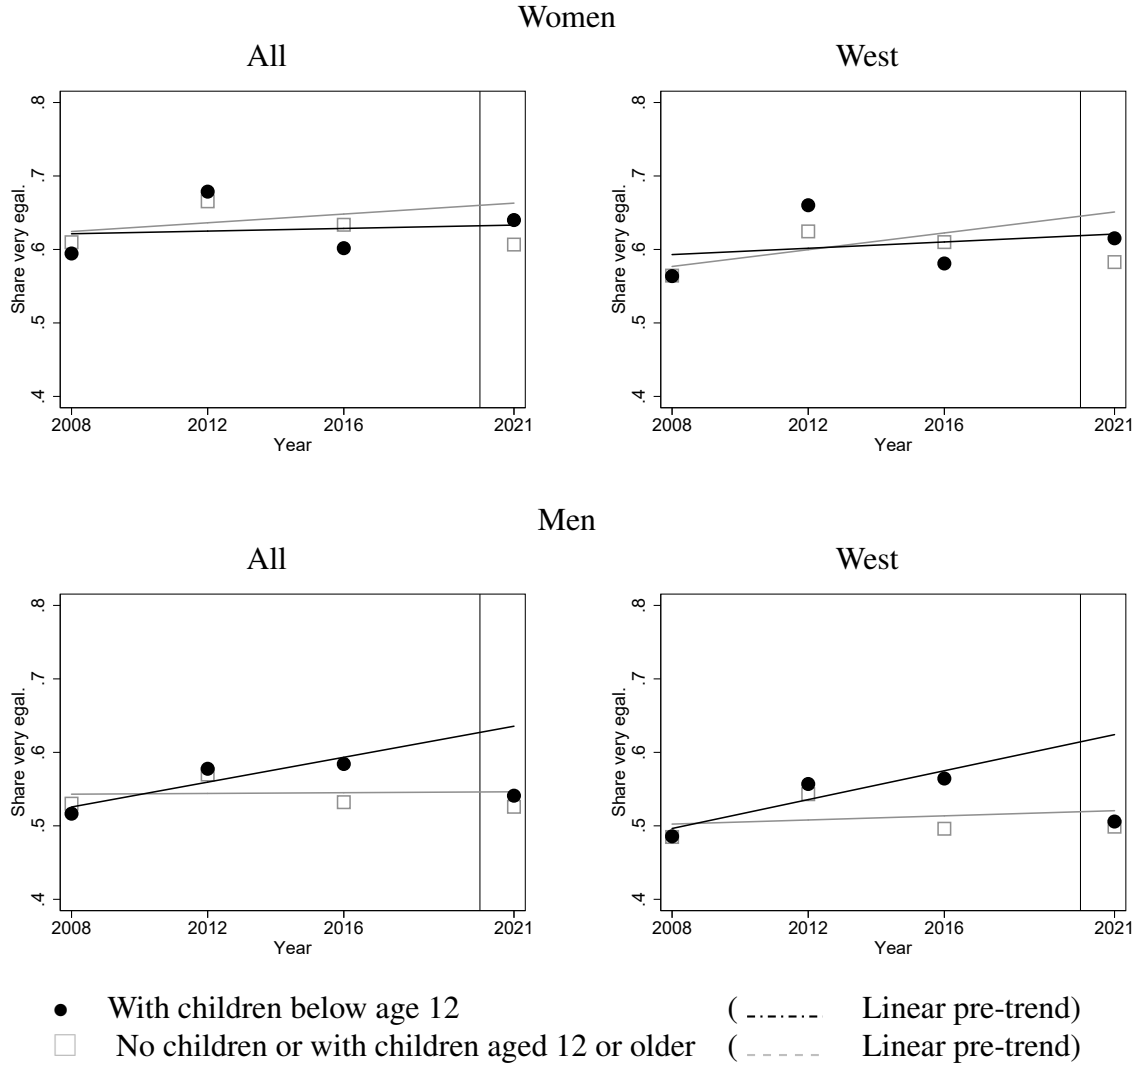 Women
All
West
.8
.7
.6
.5
.4
Share very egal.
2008
2012
2016
2021
Year
.8
.7
.6
.5
.4
Share very egal.
2008
2012
2016
2021
Year
Men
All
West
.8
.7
.6
.5
.4
Share very egal.
2008
2012
2016
2021
Year
.8
.7
.6
.5
.4
Share very egal.
2008
2012
2016
2021
Year
With children below age 12 ( Linear pre-trend)
No children or with children aged 12 or older ( Linear pre-trend)